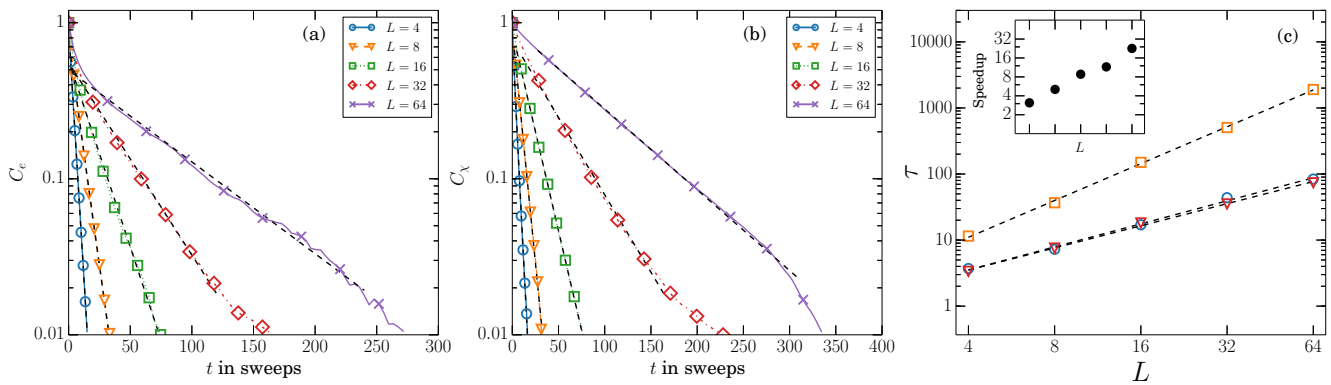 1
0.1
0.01
C_e
0 50 100 150 200 250 300
t in sweeps
(a)
L = 4
L = 8
L = 16
L = 32
L = 64
1
0.1
0.01
C_χ
0 50 100 150 200 250 300 350 400
t in sweeps
(b)
L = 4
L = 8
L = 16
L = 32
L = 64
10000
1000
100
10
1
τ
4 8 16 32 64
L
(c)
32
16
8
4
2
Speedup
L